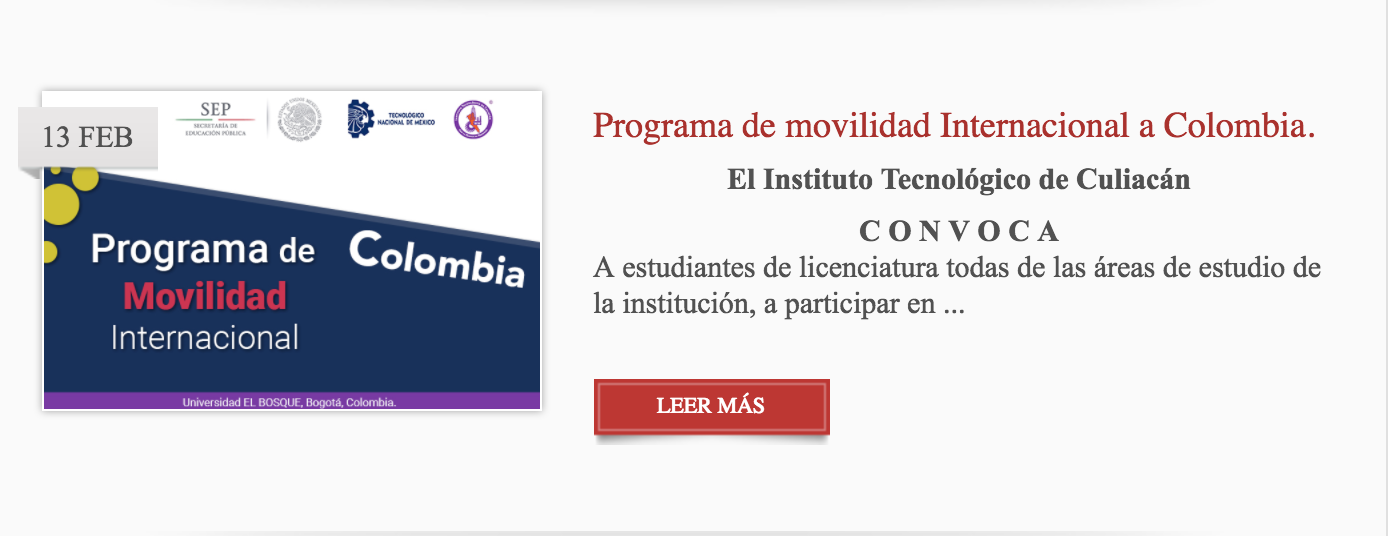 13 FEB
SEP
SECRETARÍA DE
EDUCACIÓN PÚBLICA
TECNOLÓGICO
NACIONAL DE MÉXICO
Programa de
Movilidad
Internacional
Colombia
Universidad EL BOSQUE, Bogotá, Colombia.
Programa de movilidad Internacional a Colombia.
El Instituto Tecnológico de Culiacán
C O N V O C A
A estudiantes de licenciatura todas de las áreas de estudio de
la institución, a participar en ...
LEER MÁS